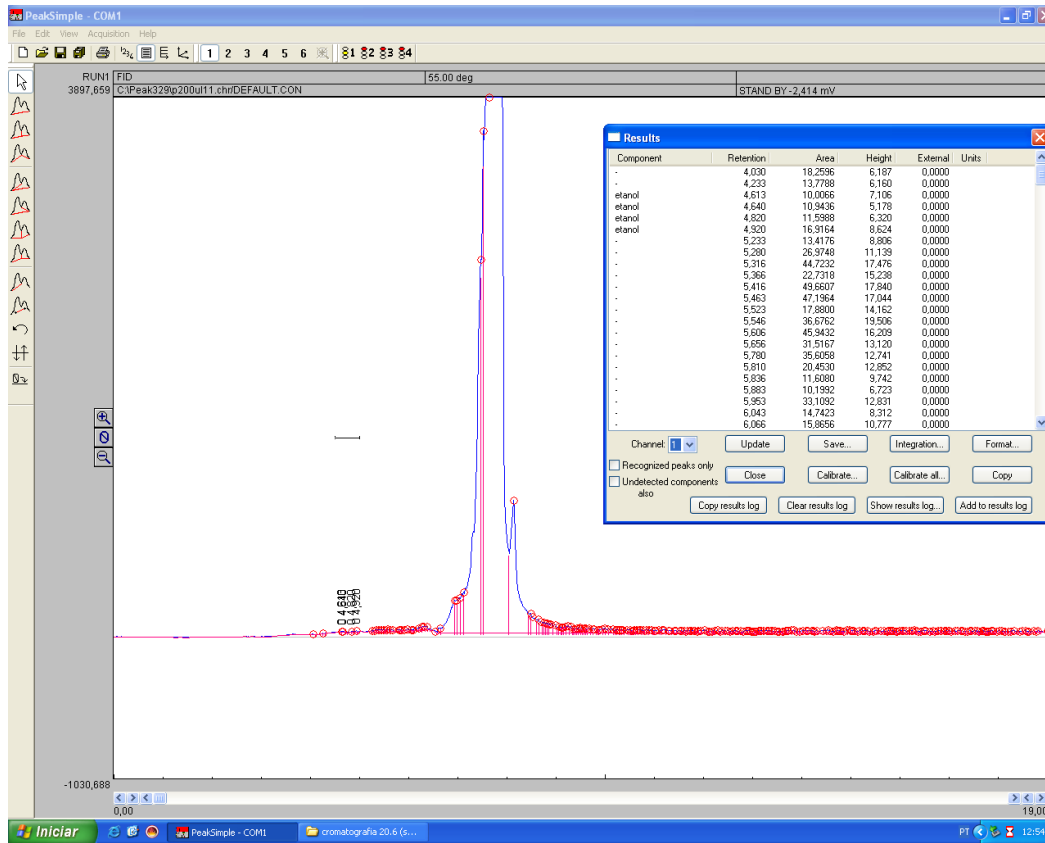 PeakSimple - COM1
File Edit View Acquisition Help
1 2 3 4 5 6 1 2 3 4
RUN1 FID 55.00 deg
3897,659 C:\Peak329\p200ul11.chr/DEFAULT.CON STAND BY -2,414 mV
Results
Component Retention Area Height External Units
- 4,030 18,2596 6,187 0,0000
- 4,233 13,7788 6,160 0,0000
etanol 4,613 10,0066 7,106 0,0000
etanol 4,640 10,9436 5,178 0,0000
etanol 4,820 11,5988 6,320 0,0000
etanol 4,920 16,9164 8,624 0,0000
- 5,233 13,4176 8,806 0,0000
- 5,280 26,9748 11,139 0,0000
- 5,316 44,7232 17,476 0,0000
- 5,366 22,7318 15,238 0,0000
- 5,416 49,6607 17,840 0,0000
- 5,463 47,1964 17,044 0,0000
- 5,523 17,8800 14,162 0,0000
- 5,546 36,6762 19,506 0,0000
- 5,606 45,9432 16,209 0,0000
- 5,656 31,5167 13,120 0,0000
- 5,780 35,6058 12,741 0,0000
- 5,810 20,4530 12,852 0,0000
- 5,836 11,6080 9,742 0,0000
- 5,883 10,1992 6,723 0,0000
- 5,953 33,1092 12,831 0,0000
- 6,043 14,7423 8,312 0,0000
- 6,066 15,8656 10,777 0,0000
Channel: 1 Update Save... Integration... Format...
Recognized peaks only
Undetected components also
Close Calibrate... Calibrate all... Copy
Copy results log Clear results log Show results log... Add to results log
-1030,688
0,00 19,00
Iniciar PeakSimple - COM1 cromatografia 20.6 (s... PT 12:54